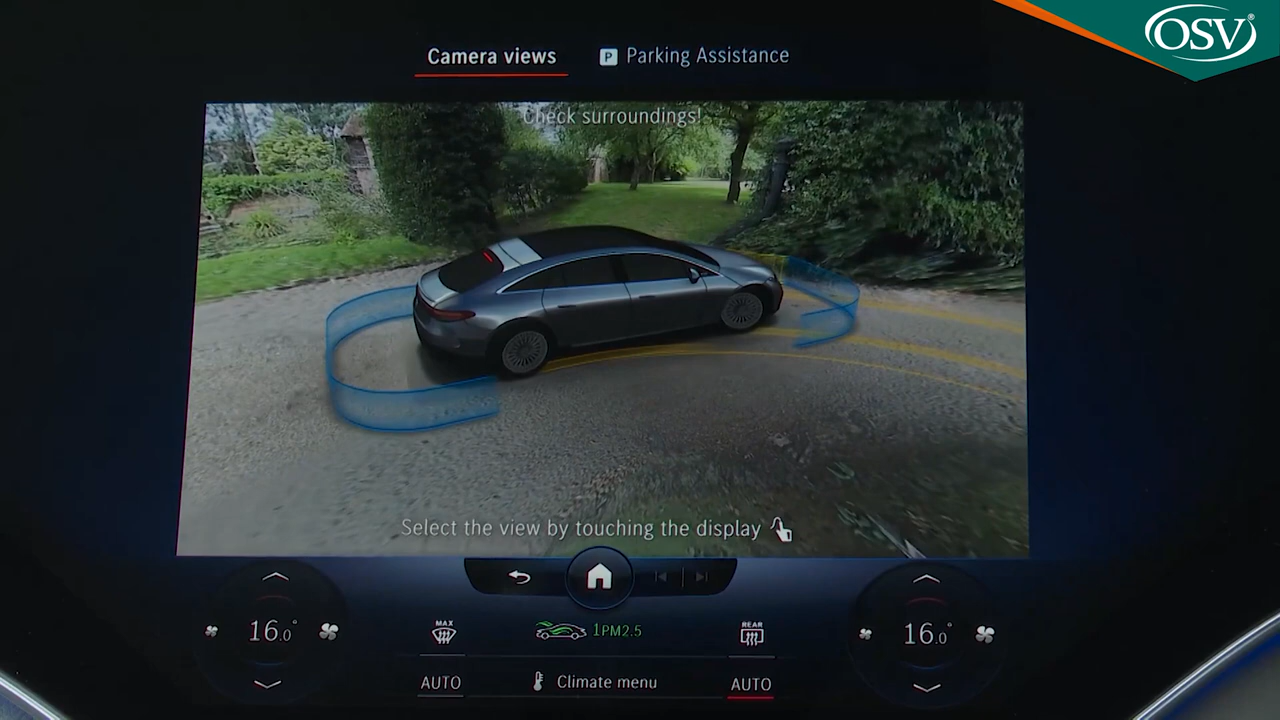 OSV®
Camera views
P Parking Assistance
Check surroundings!
Select the view by touching the display
16.0°
MAX
1PM2.5
REAR
16.0°
AUTO
Climate menu
AUTO